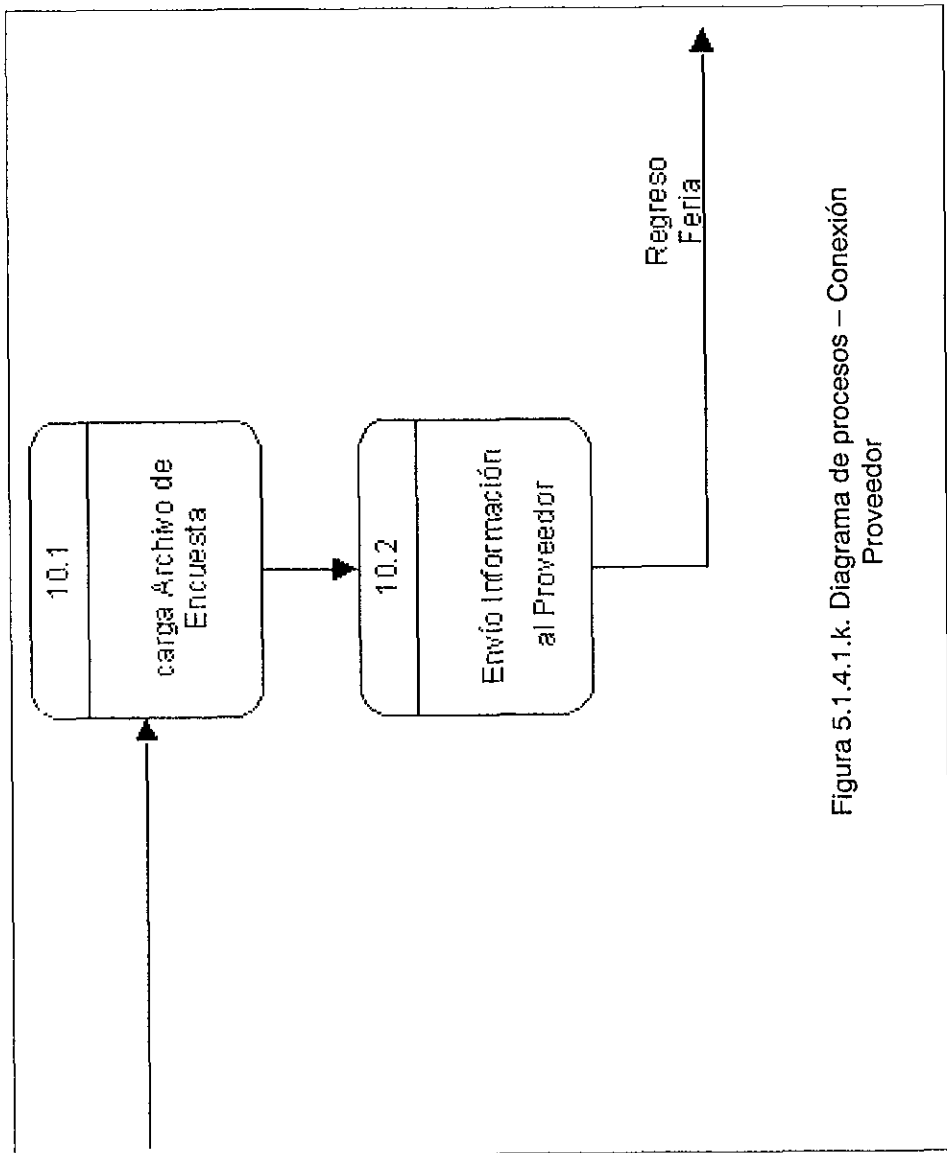 10.1
carga Archivo de
Encuesta
10.2
Envío Información
al Proveedor
Regreso
Feria
Figura 5.1.4.1.k. Diagrama de procesos – Conexión
Proveedor